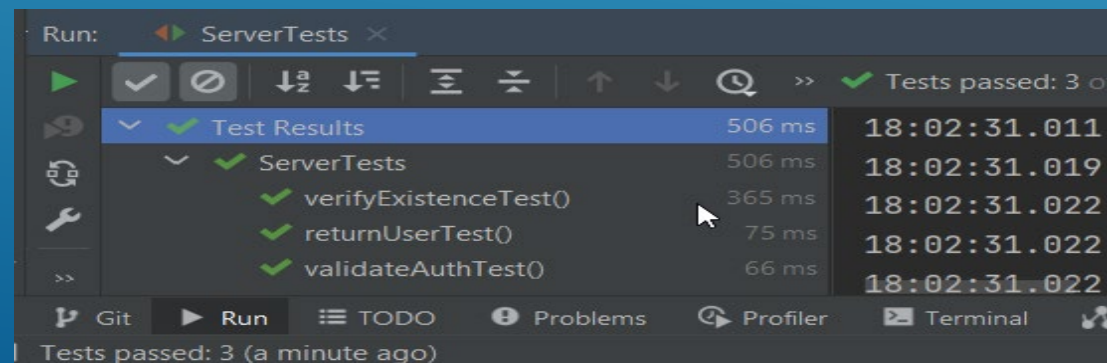 Run: ServerTests
Tests passed: 3 o
Test Results 506 ms
ServerTests 506 ms
verifyExistenceTest() 365 ms
returnUserTest() 75 ms
validateAuthTest() 66 ms
18:02:31.011
18:02:31.019
18:02:31.022
18:02:31.022
18:02:31.022
Git Run TODO Problems Profiler Terminal
Tests passed: 3 (a minute ago)